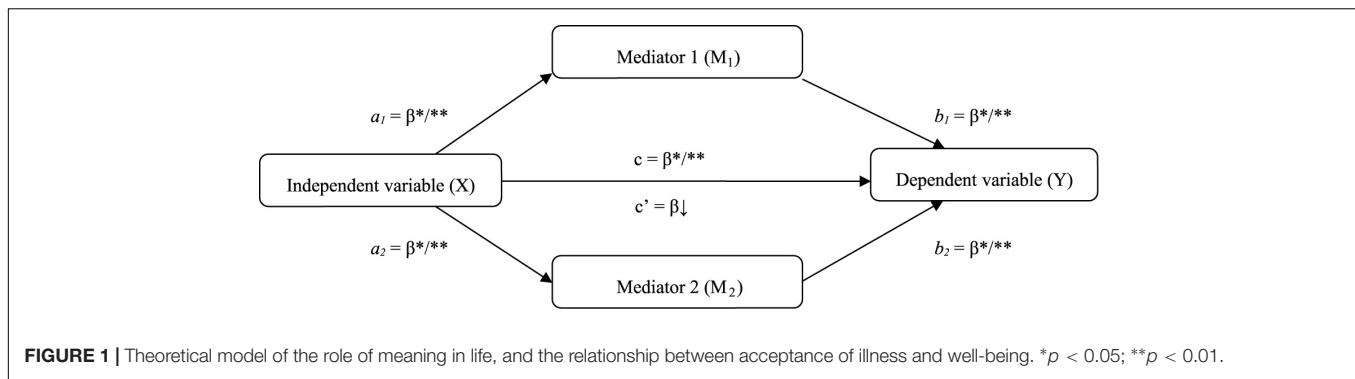 Mediator 1 (M₁)
a₁ = β*/**
b₁ = β*/**
c = β*/**
Independent variable (X)
Dependent variable (Y)
c’ = β↓
a₂ = β*/**
b₂ = β*/**
Mediator 2 (M₂)
FIGURE 1 | Theoretical model of the role of meaning in life, and the relationship between acceptance of illness and well-being. *p < 0.05; **p < 0.01.